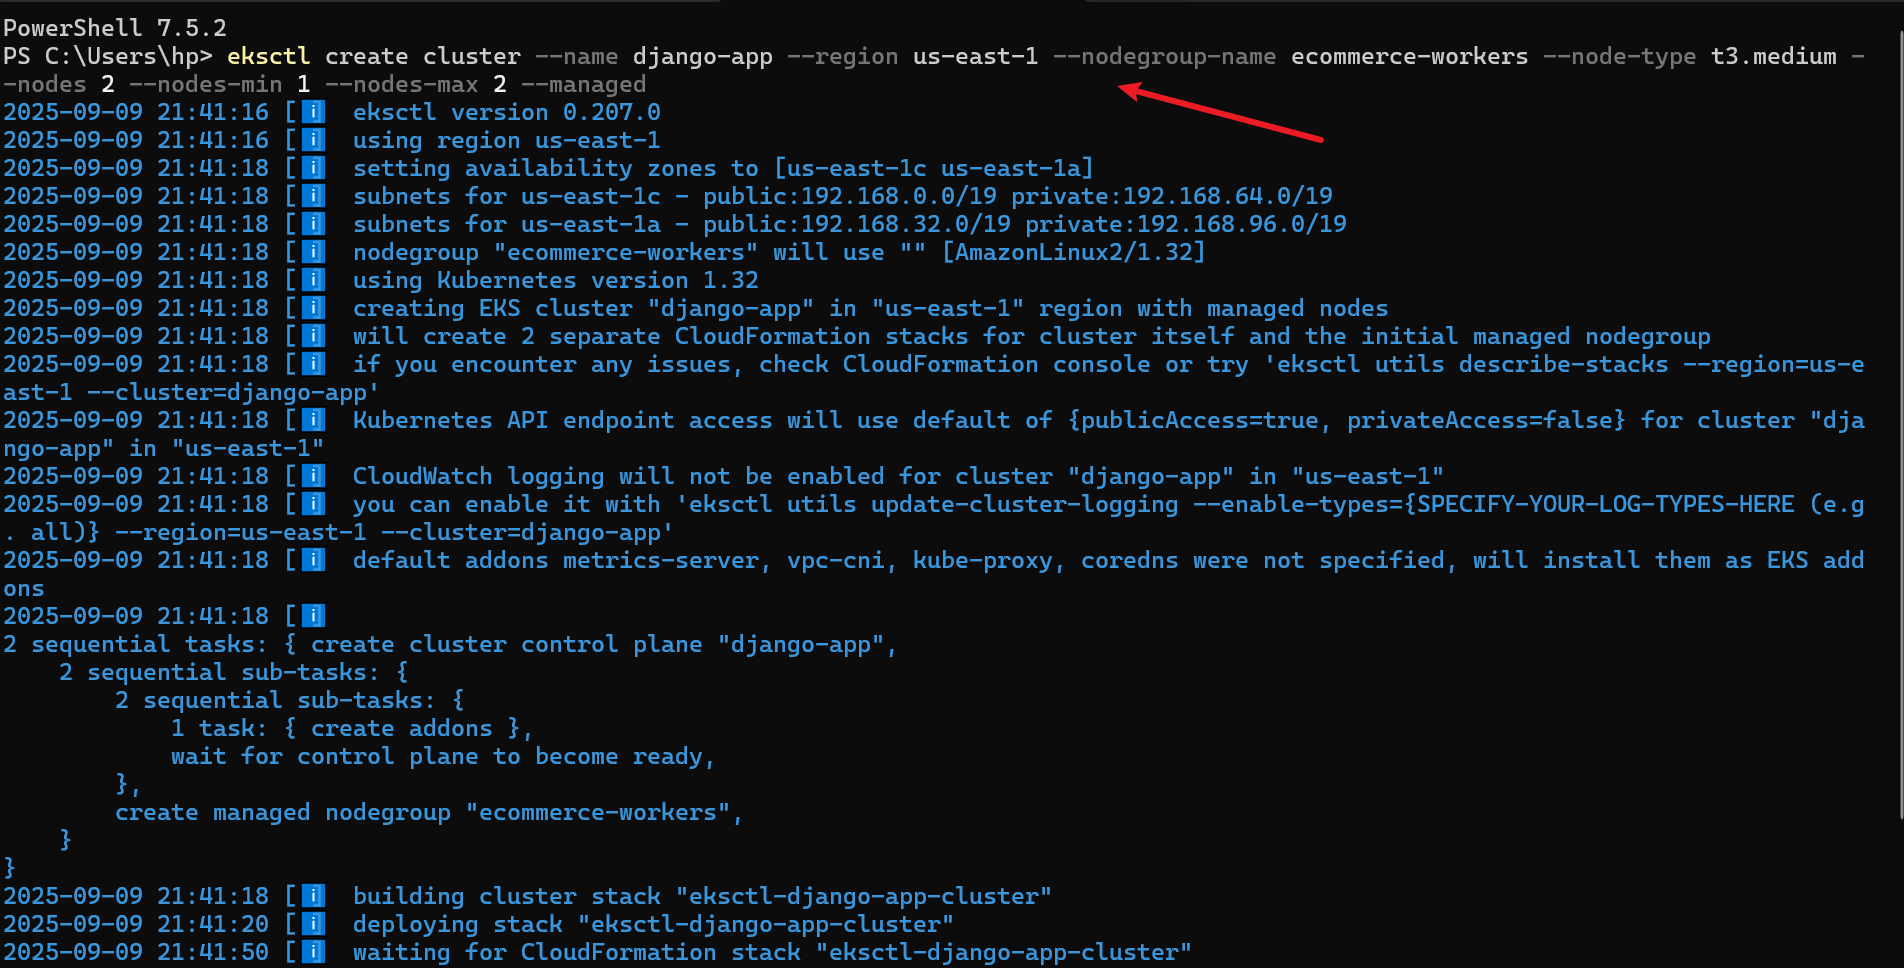 PowerShell 7.5.2
PS C:\Users\hp> eksctl create cluster --name django-app --region us-east-1 --nodegroup-name ecommerce-workers --node-type t3.medium -
-nodes 2 --nodes-min 1 --nodes-max 2 --managed
2025-09-09 21:41:16 [ℹ]  eksctl version 0.207.0
2025-09-09 21:41:16 [ℹ]  using region us-east-1
2025-09-09 21:41:18 [ℹ]  setting availability zones to [us-east-1c us-east-1a]
2025-09-09 21:41:18 [ℹ]  subnets for us-east-1c - public:192.168.0.0/19 private:192.168.64.0/19
2025-09-09 21:41:18 [ℹ]  subnets for us-east-1a - public:192.168.32.0/19 private:192.168.96.0/19
2025-09-09 21:41:18 [ℹ]  nodegroup "ecommerce-workers" will use "" [AmazonLinux2/1.32]
2025-09-09 21:41:18 [ℹ]  using Kubernetes version 1.32
2025-09-09 21:41:18 [ℹ]  creating EKS cluster "django-app" in "us-east-1" region with managed nodes
2025-09-09 21:41:18 [ℹ]  will create 2 separate CloudFormation stacks for cluster itself and the initial managed nodegroup
2025-09-09 21:41:18 [ℹ]  if you encounter any issues, check CloudFormation console or try 'eksctl utils describe-stacks --region=us-e
ast-1 --cluster=django-app'
2025-09-09 21:41:18 [ℹ]  Kubernetes API endpoint access will use default of {publicAccess=true, privateAccess=false} for cluster "dja
ngo-app" in "us-east-1"
2025-09-09 21:41:18 [ℹ]  CloudWatch logging will not be enabled for cluster "django-app" in "us-east-1"
2025-09-09 21:41:18 [ℹ]  you can enable it with 'eksctl utils update-cluster-logging --enable-types={SPECIFY-YOUR-LOG-TYPES-HERE (e.g
. all)} --region=us-east-1 --cluster=django-app'
2025-09-09 21:41:18 [ℹ]  default addons metrics-server, vpc-cni, kube-proxy, coredns were not specified, will install them as EKS add
ons
2025-09-09 21:41:18 [ℹ]
2 sequential tasks: { create cluster control plane "django-app",
    2 sequential sub-tasks: {
        2 sequential sub-tasks: {
            1 task: { create addons },
            wait for control plane to become ready,
        },
        create managed nodegroup "ecommerce-workers",
    }
}
2025-09-09 21:41:18 [ℹ]  building cluster stack "eksctl-django-app-cluster"
2025-09-09 21:41:20 [ℹ]  deploying stack "eksctl-django-app-cluster"
2025-09-09 21:41:50 [ℹ]  waiting for CloudFormation stack "eksctl-django-app-cluster"